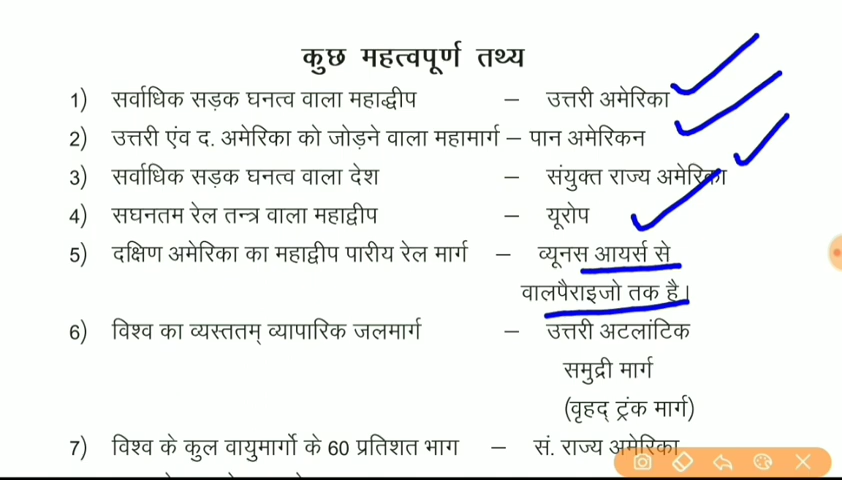 कुछ महत्वपूर्ण तथ्य
1) सर्वाधिक सड़क घनत्व वाला महाद्वीप – उत्तरी अमेरिका
2) उत्तरी एंव द. अमेरिका को जोड़ने वाला महामार्ग – पान अमेरिकन
3) सर्वाधिक सड़क घनत्व वाला देश – संयुक्त राज्य अमेरिका
4) सघनतम रेल तन्त्र वाला महाद्वीप – यूरोप
5) दक्षिण अमेरिका का महाद्वीप पारीय रेल मार्ग – व्यूनस आयर्स से
वालपैराइजो तक है।
6) विश्व का व्यस्ततम् व्यापारिक जलमार्ग – उत्तरी अटलांटिक
समुद्री मार्ग
(वृहद् ट्रंक मार्ग)
7) विश्व के कुल वायुमार्गो के 60 प्रतिशत भाग – सं. राज्य अमेरिका